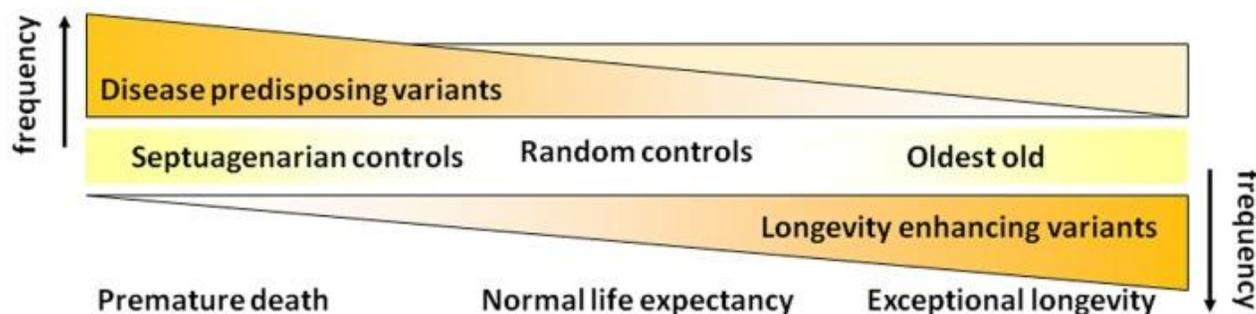 frequency
Disease predisposing variants
Septuagenarian controls
Random controls
Oldest old
Longevity enhancing variants
frequency
Premature death
Normal life expectancy
Exceptional longevity